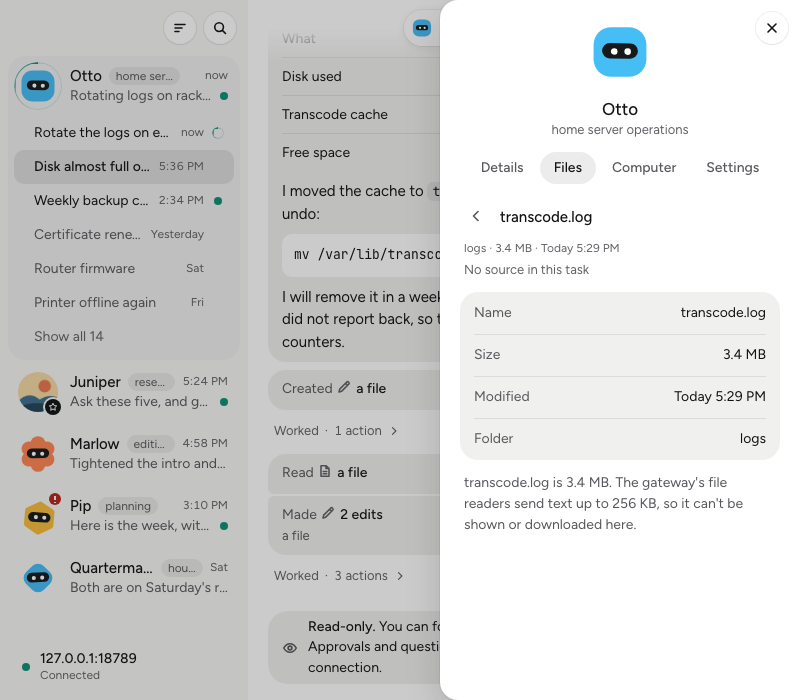 Otto home ser... now
Rotating logs on rack...
Rotate the logs on e... now
Disk almost full o... 5:36 PM
Weekly backup c... 2:34 PM
Certificate rene... Yesterday
Router firmware Sat
Printer offline again Fri
Show all 14
Juniper rese... 5:24 PM
Ask these five, and g...
Marlow editi... 4:58 PM
Tightened the intro and...
Pip planning 3:10 PM
Here is the week, wit...
Quarterma... hou... Sat
Both are on Saturday's r...
127.0.0.1:18789
Connected
What
Disk used
Transcode cache
Free space
I moved the cache to
undo:
mv /var/lib/transco
I will remove it in a week
did not report back, so
counters.
Created a file
Worked · 1 action
Read a file
Made 2 edits
a file
Worked · 3 actions
Read-only. You can
Approvals and
connection.
Otto
home server operations
Details Files Computer Settings
transcode.log
logs · 3.4 MB · Today 5:29 PM
No source in this task
Name transcode.log
Size 3.4 MB
Modified Today 5:29 PM
Folder logs
transcode.log is 3.4 MB. The gateway's file
readers send text up to 256 KB, so it can't be
shown or downloaded here.